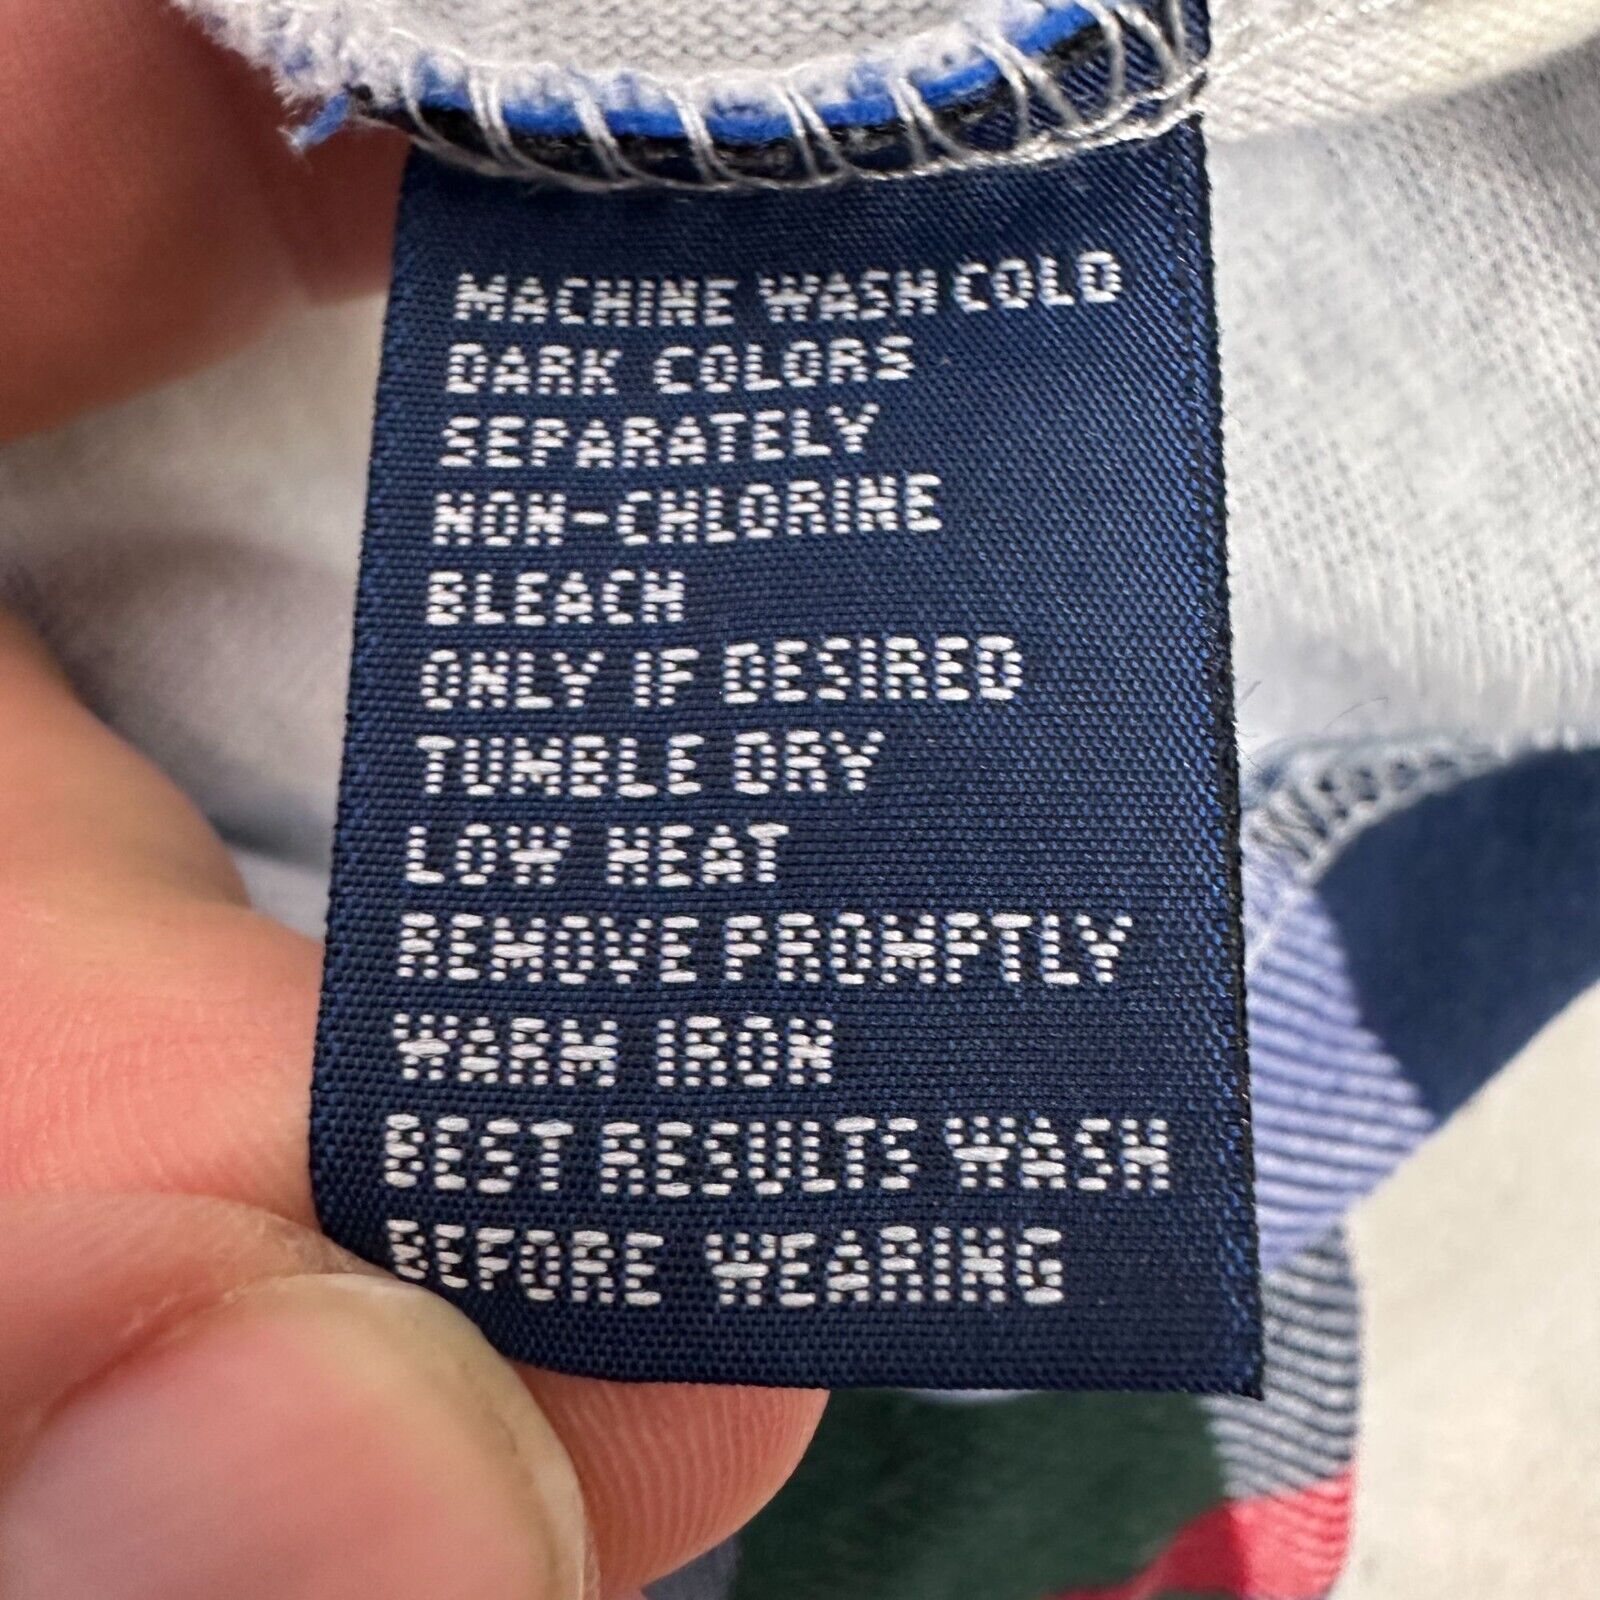 MACHINE WASH COLD
DARK COLORS
SEPARATELY
NON-CHLORINE
BLEACH
ONLY IF DESIRED
TUMBLE DRY
LOW HEAT
REMOVE PROMPTLY
WARM IRON
BEST RESULTS WASH
BEFORE WEARING